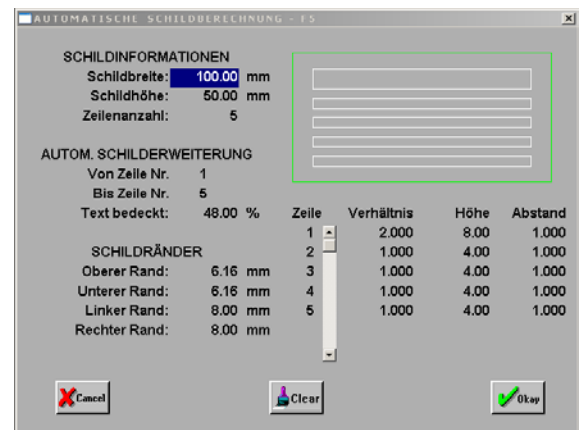 AUTOMATISCHE SCHILDBERECHNUNG - F5
SCHILDINFORMATIONEN
Schildbreite: 100.00 mm
Schildhöhe: 50.00 mm
Zeilenanzahl: 5
AUTOM. SCHILDERWEITERUNG
Von Zeile Nr. 1
Bis Zeile Nr. 5
Text bedeckt: 48.00 %
SCHILDRÄNDER
Oberer Rand: 6.16 mm
Unterer Rand: 6.16 mm
Linker Rand: 8.00 mm
Rechter Rand: 8.00 mm
Zeile Verhältnis Höhe Abstand
1 2.000 8.00 1.000
2 1.000 4.00 1.000
3 1.000 4.00 1.000
4 1.000 4.00 1.000
5 1.000 4.00 1.000
Cancel
Clear
Okay